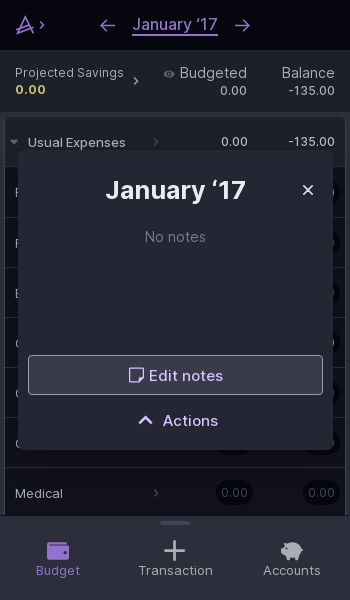 January ‘17
Projected Savings
0.00
Budgeted
0.00
Balance
-135.00
Usual Expenses 0.00 -135.00
January ‘17
No notes
Edit notes
Actions
Medical 0.00 0.00
Budget
Transaction
Accounts